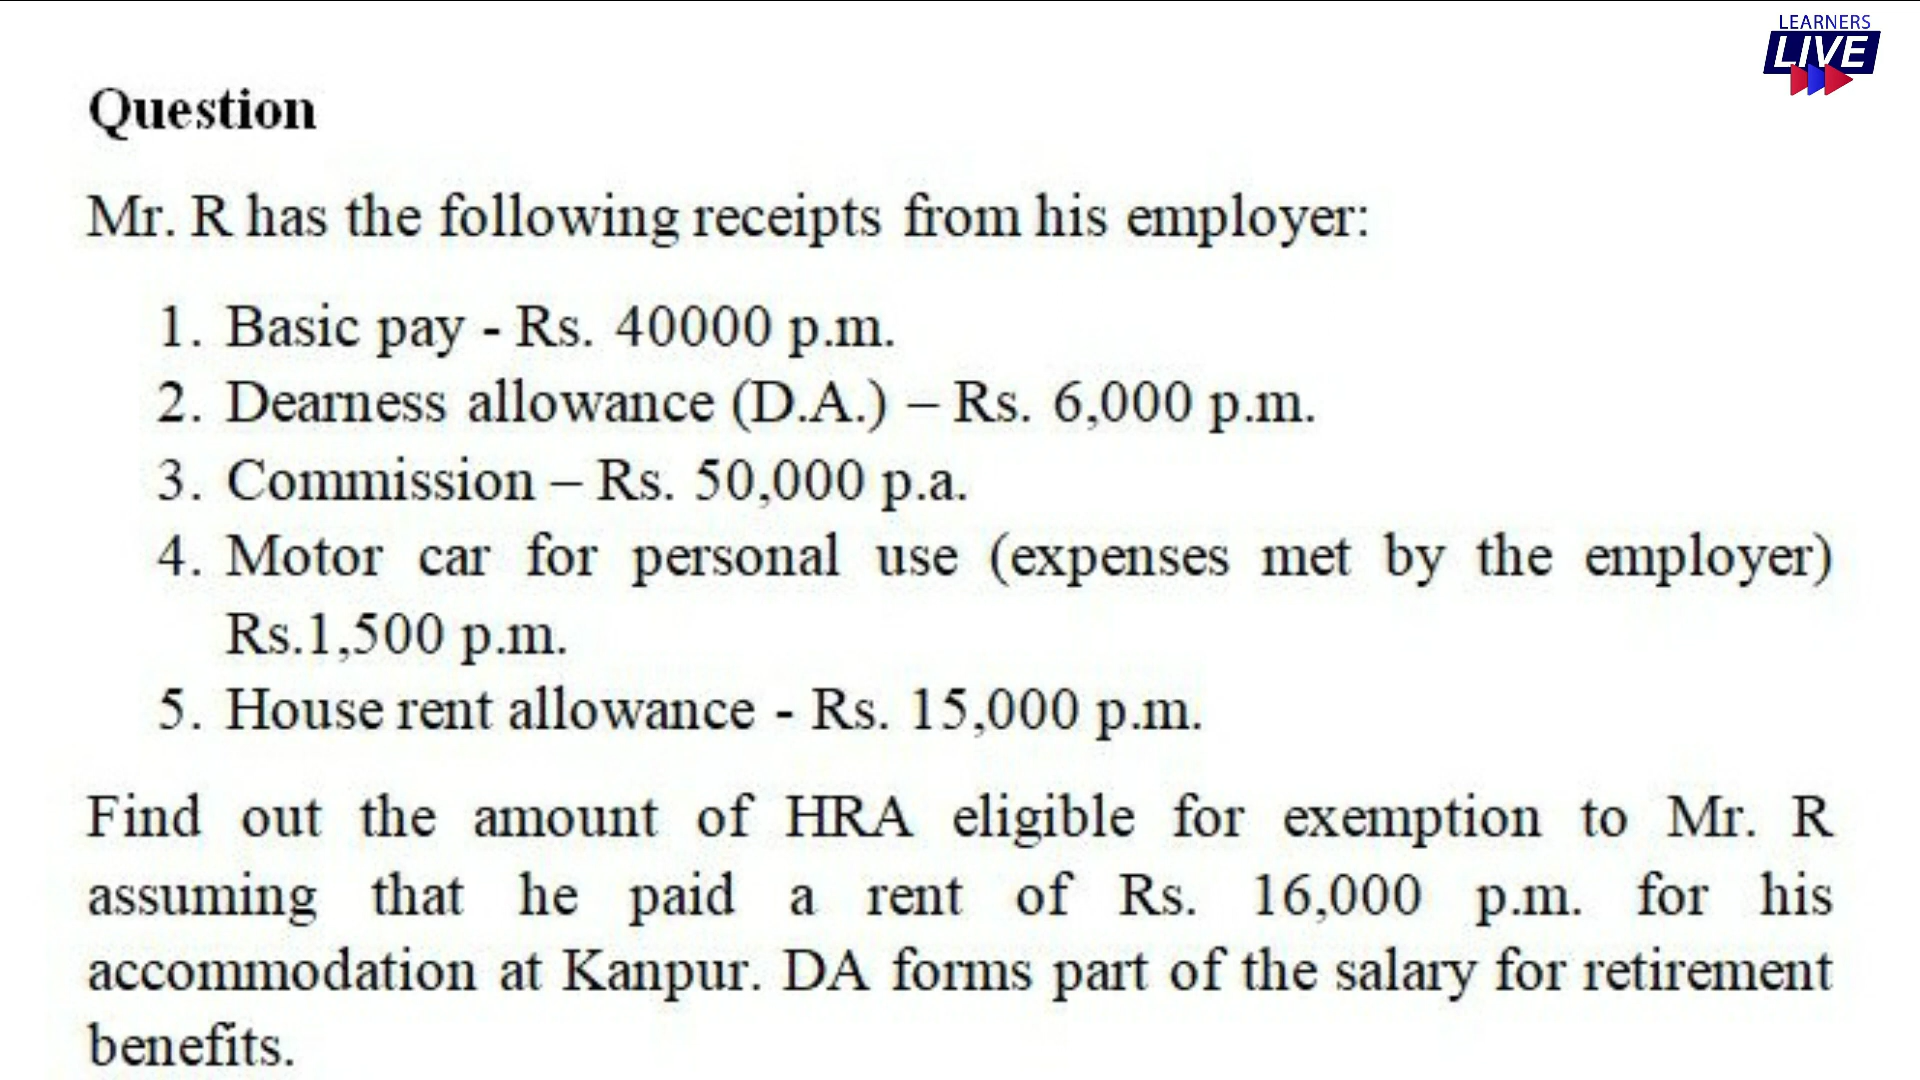 LEARNERS
LIVE
Question
Mr. R has the following receipts from his employer:
1. Basic pay - Rs. 40000 p.m.
2. Dearness allowance (D.A.) – Rs. 6,000 p.m.
3. Commission – Rs. 50,000 p.a.
4. Motor car for personal use (expenses met by the employer)
Rs.1,500 p.m.
5. House rent allowance - Rs. 15,000 p.m.
Find out the amount of HRA eligible for exemption to Mr. R
assuming that he paid a rent of Rs. 16,000 p.m. for his
accommodation at Kanpur. DA forms part of the salary for retirement
benefits.